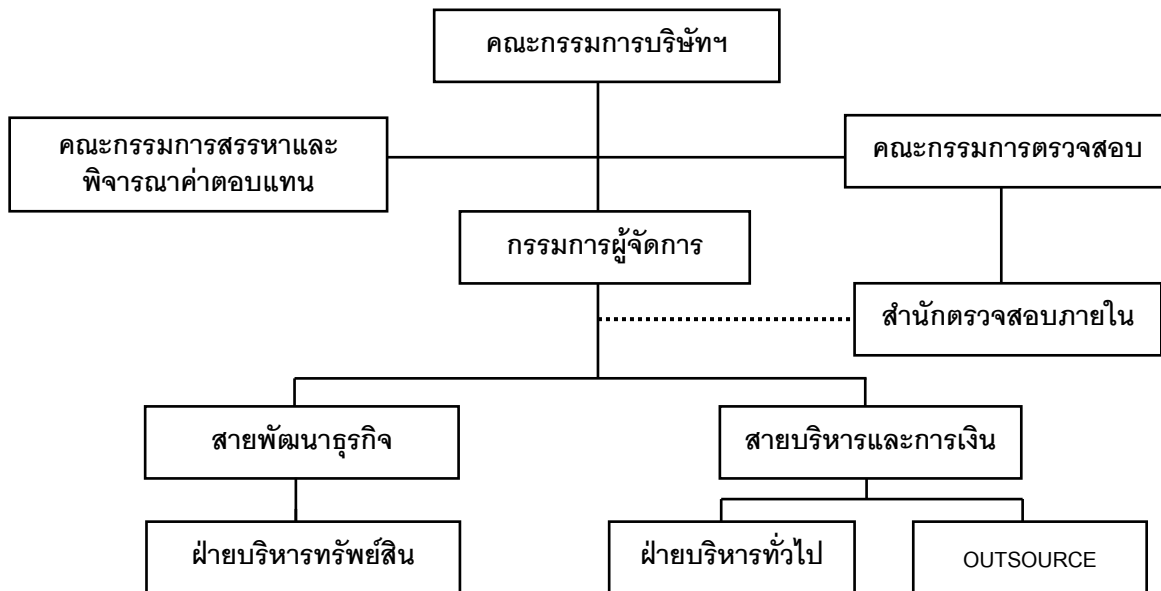 คณะกรรมการบริษัทฯ
คณะกรรมการสรรหาและ
พิจารณาค่าตอบแทน
คณะกรรมการตรวจสอบ
กรรมการผู้จัดการ
สำนักตรวจสอบภายใน
สายพัฒนาธุรกิจ
สายบริหารและการเงิน
ฝ่ายบริหารทรัพย์สิน
ฝ่ายบริหารทั่วไป
OUTSOURCE